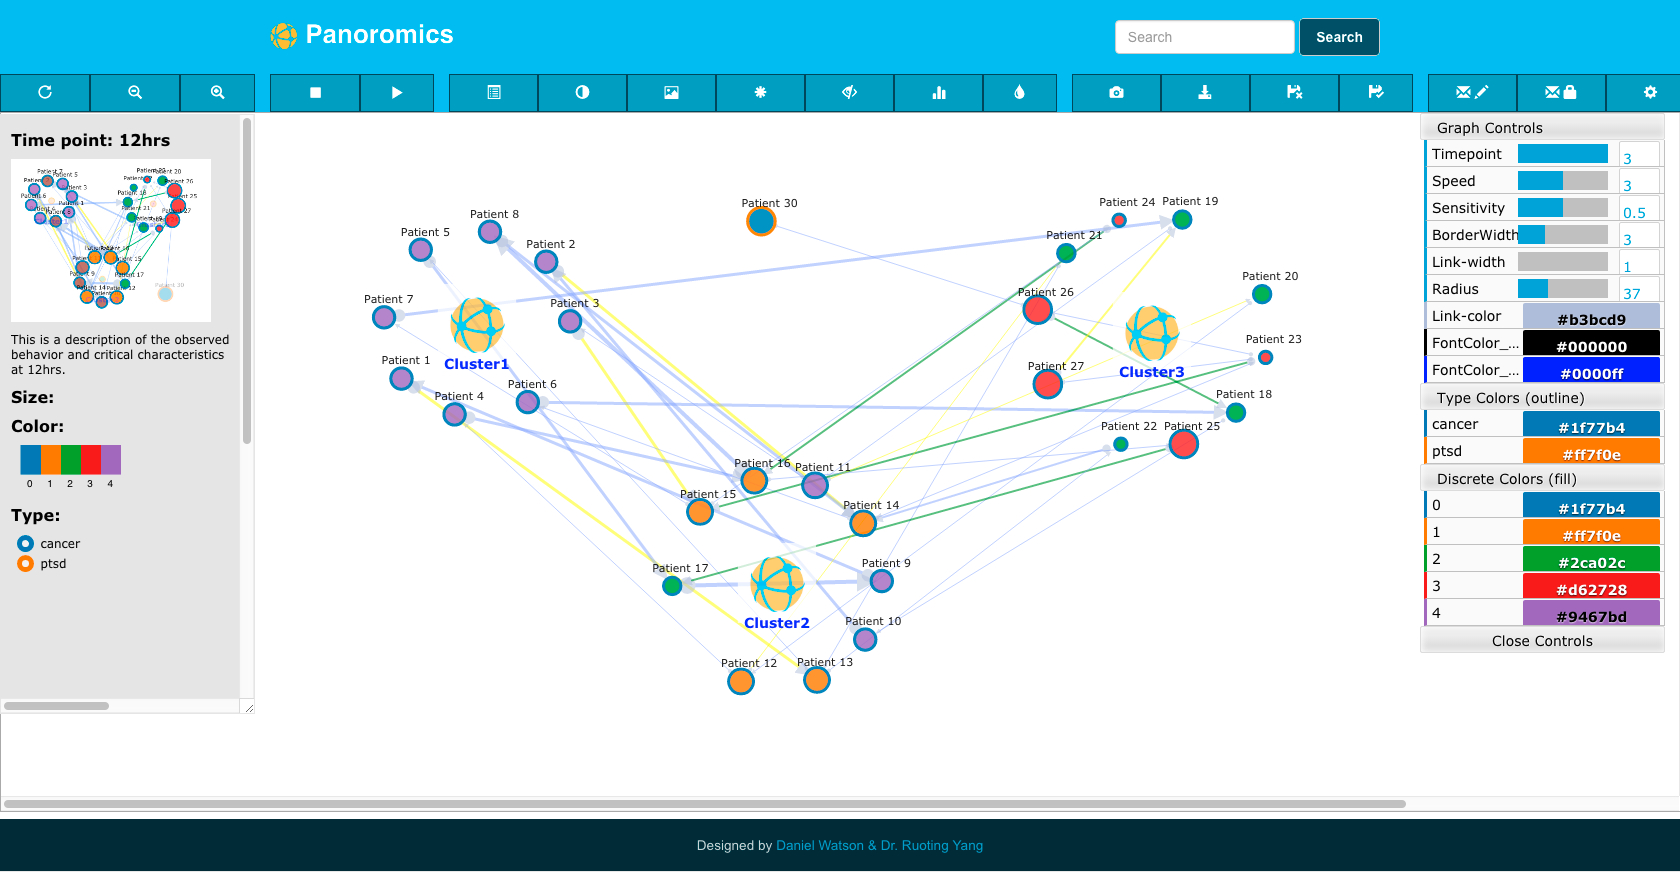 Panoromics
Search
Search
Time point: 12hrs
This is a description of the observed
behavior and critical characteristics
at 12hrs.
Size:
Color:
0 1 2 3 4
Type:
cancer
ptsd
Patient 30
Patient 24
Patient 19
Patient 8
Patient 5
Patient 2
Patient 21
Patient 20
Patient 7
Patient 3
Patient 26
Patient 23
Patient 1
Cluster1
Cluster3
Patient 27
Patient 6
Patient 4
Patient 18
Patient 22
Patient 25
Patient 16
Patient 11
Patient 15
Patient 14
Patient 17
Patient 9
Cluster2
Patient 10
Patient 12
Patient 13
Graph Controls
Timepoint 3
Speed 3
Sensitivity 0.5
BorderWidth 3
Link-width 1
Radius 37
Link-color #b3bcd9
FontColor_... #000000
FontColor_... #0000ff
Type Colors (outline)
cancer #1f77b4
ptsd #ff7f0e
Discrete Colors (fill)
0 #1f77b4
1 #ff7f0e
2 #2ca02c
3 #d62728
4 #9467bd
Close Controls
Designed by Daniel Watson & Dr. Ruoting Yang